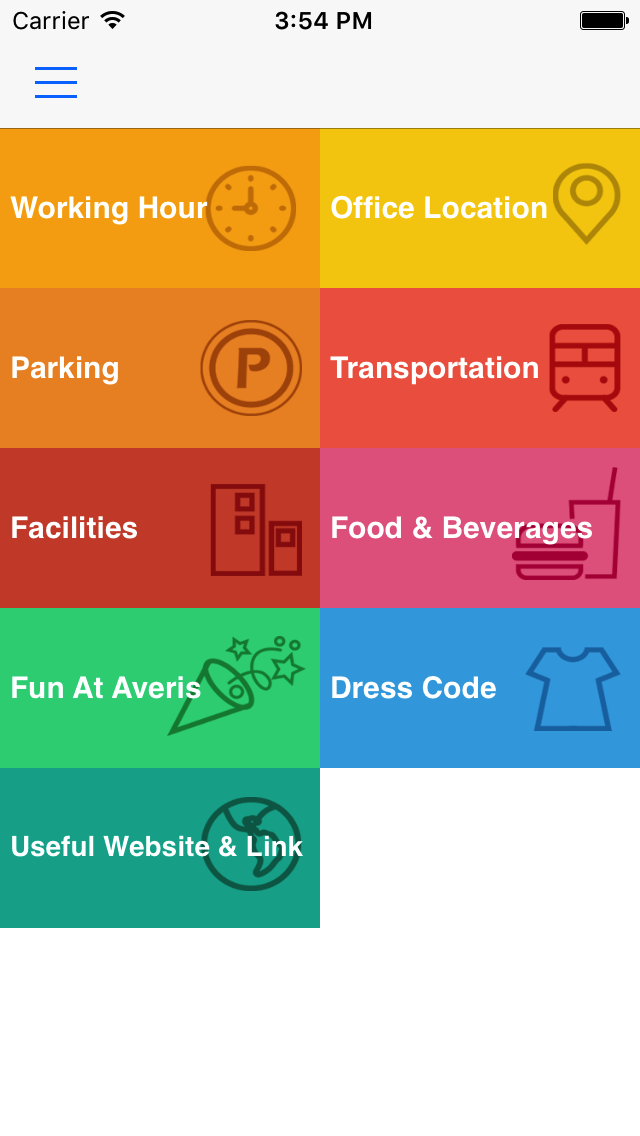 Carrier 3:54 PM
Working Hour Office Location
Parking Transportation
Facilities Food & Beverages
Fun At Averis Dress Code
Useful Website & Link